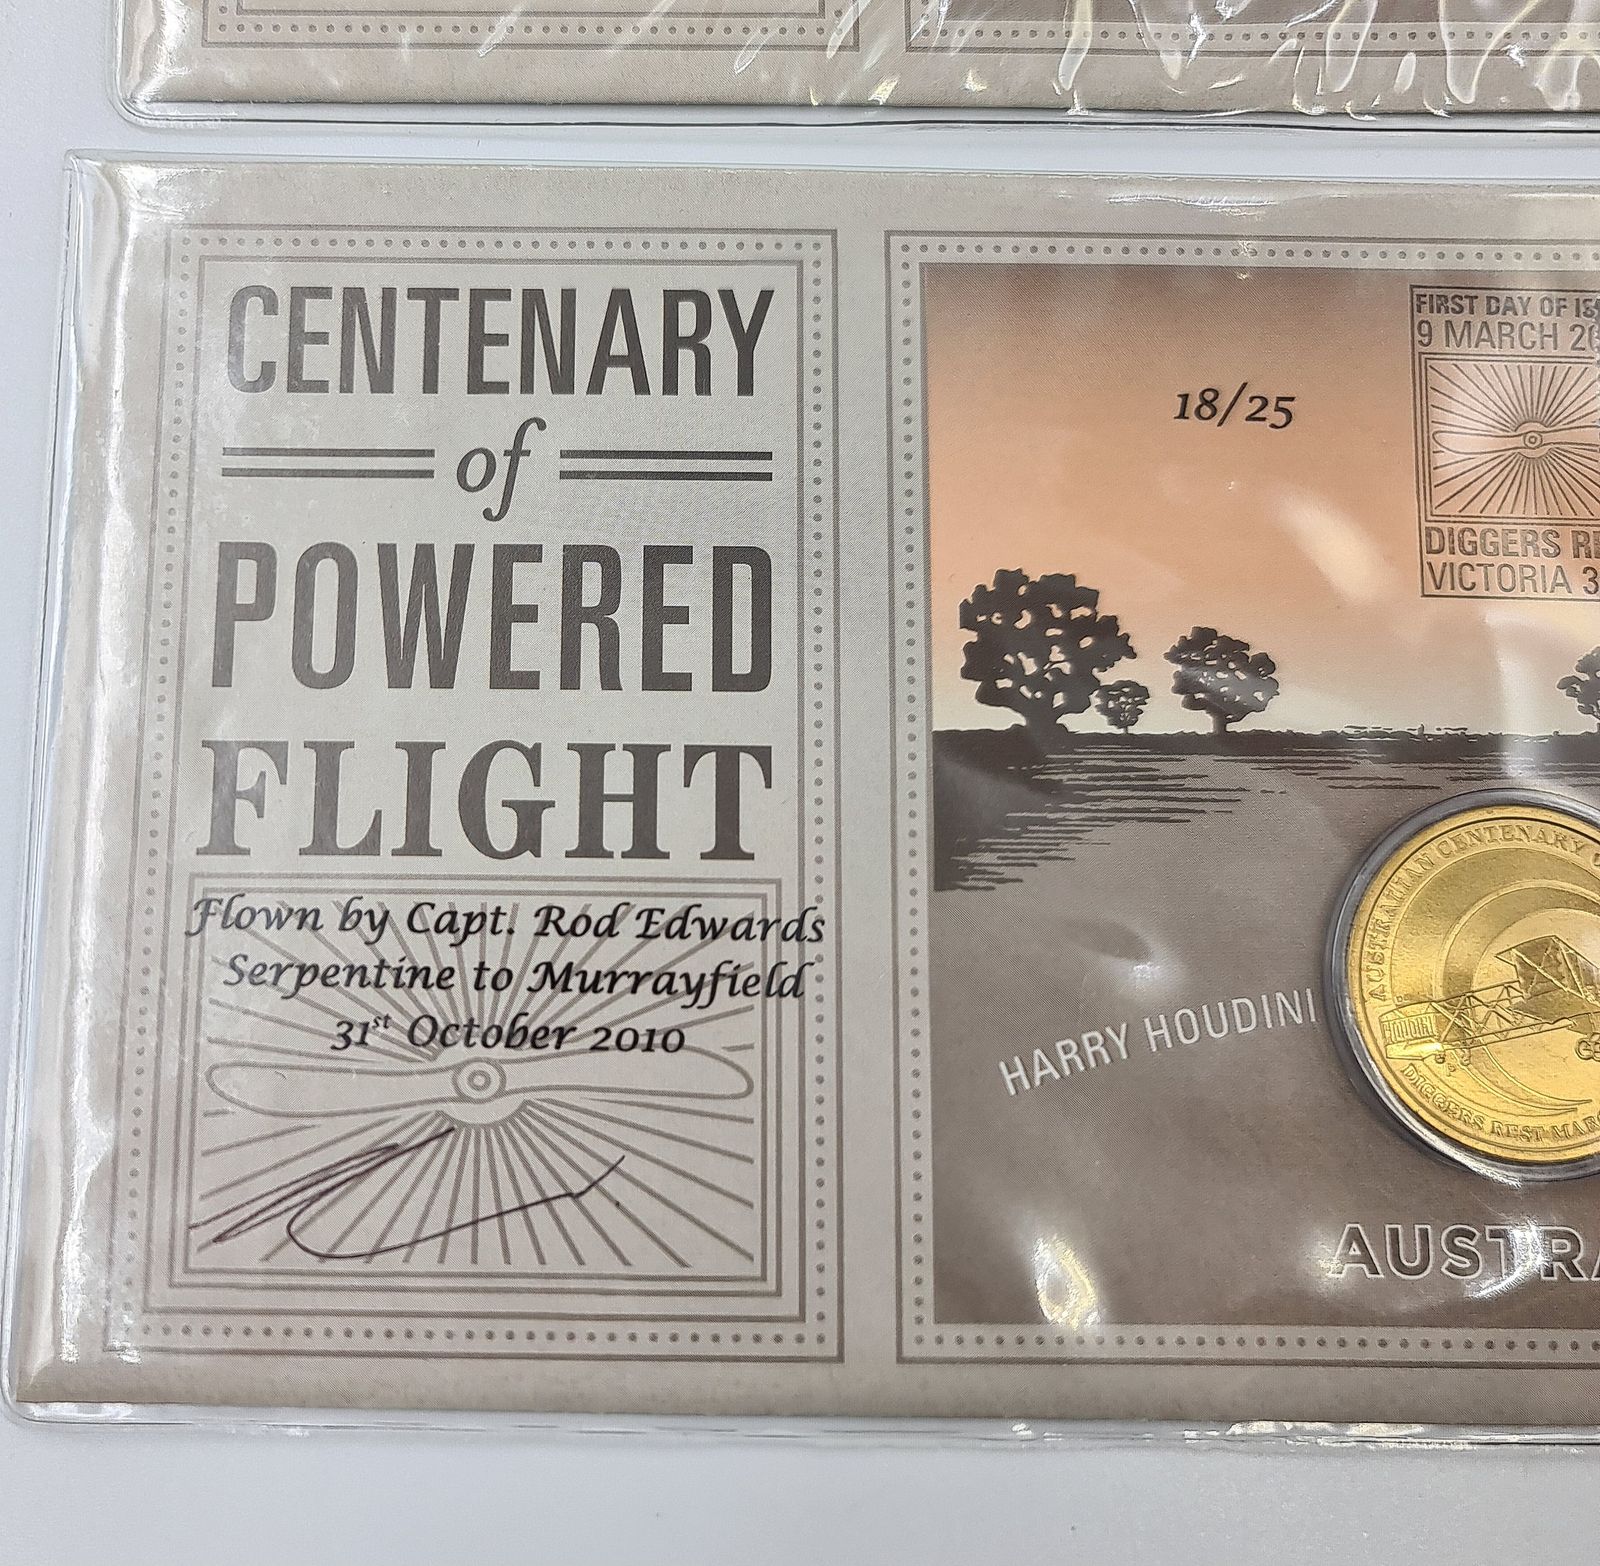 CENTENARY
of
POWERED
FLIGHT
Flown by Capt. Rod Edwards
Serpentine to Murrayfield
31st October 2010
18/25
FIRST DAY OF
9 MARCH
DIGGERS
VICTORIA
HARRY HOUDINI
AUSTRALIAN CENTENARY
HOUDINI
DIGGERS REST